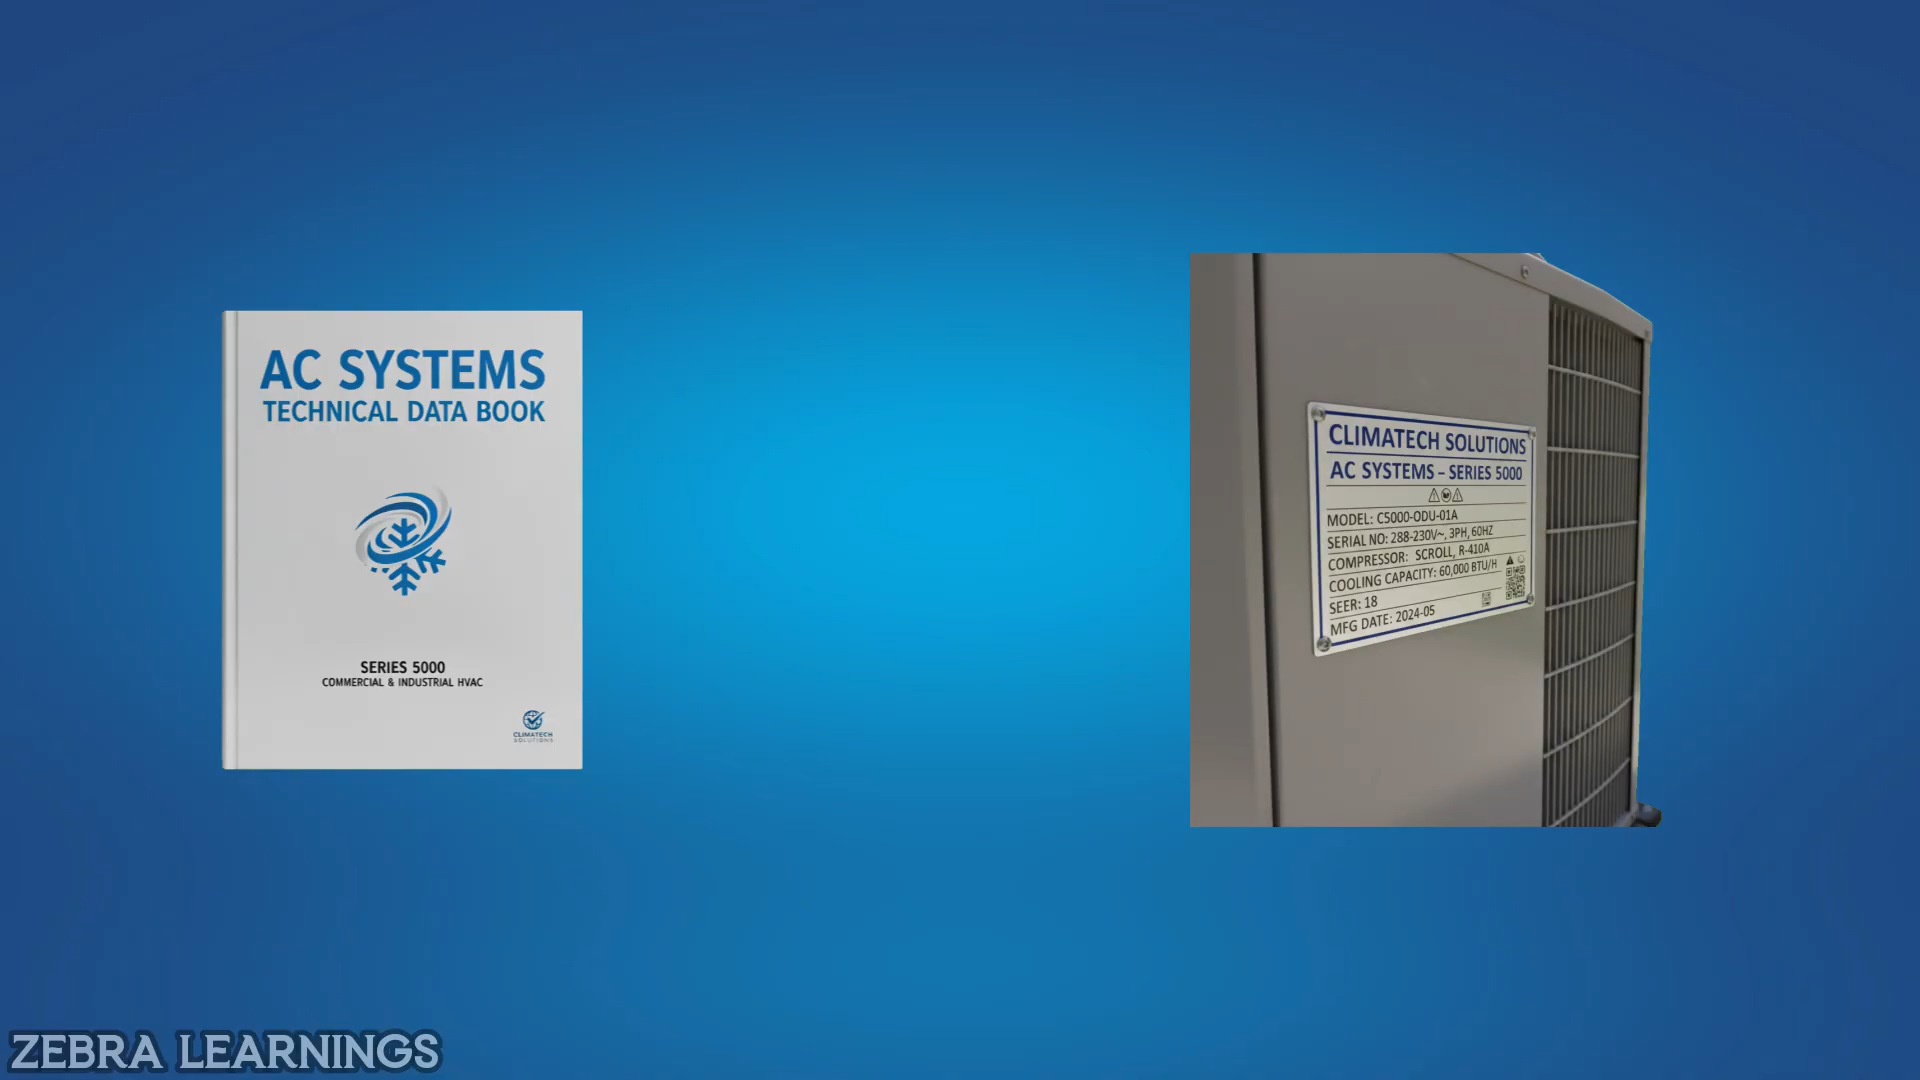 AC SYSTEMS
TECHNICAL DATA BOOK
SERIES 5000
COMMERCIAL & INDUSTRIAL HVAC
CLIMATECH
SOLUTIONS
CLIMATECH SOLUTIONS
AC SYSTEMS – SERIES 5000
MODEL: C5000-ODU-01A
SERIAL NO: 288-230V~, 3PH, 60HZ
COMPRESSOR: SCROLL, R-410A
COOLING CAPACITY: 60,000 BTU/H
SEER: 18
MFG DATE: 2024-05
ZEBRA LEARNINGS